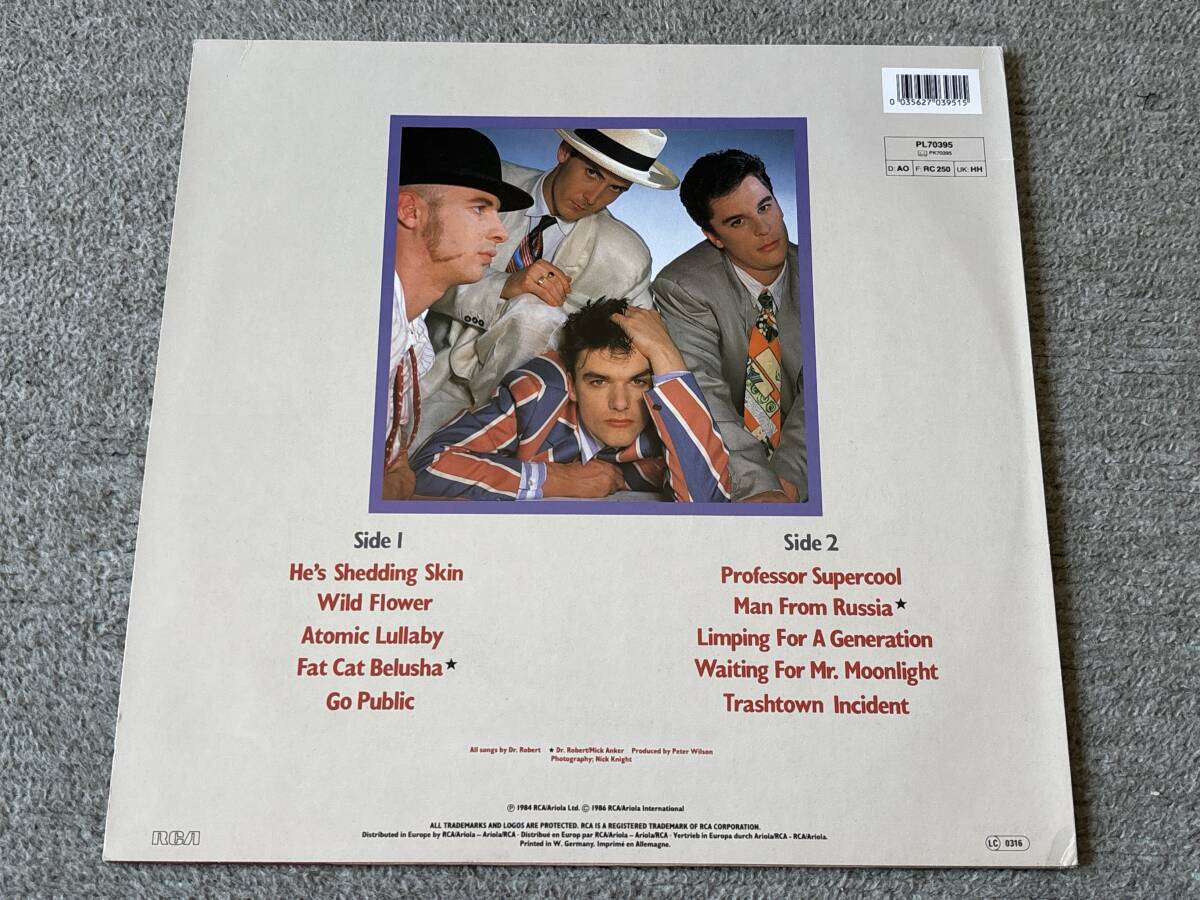 0 035627 039515
PL70395
PK70395
D: AO F: RC 250 UK: HH
Side 1
He's Shedding Skin
Wild Flower
Atomic Lullaby
Fat Cat Belusha★
Go Public
Side 2
Professor Supercool
Man From Russia★
Limping For A Generation
Waiting For Mr. Moonlight
Trashtown Incident
All songs by Dr. Robert ★ Dr. Robert/Mick Anker Produced by Peter Wilson
Photography; Nick Knight
℗ 1984 RCA/Ariola Ltd. © 1986 RCA/Ariola International
ALL TRADEMARKS AND LOGOS ARE PROTECTED. RCA IS A REGISTERED TRADEMARK OF RCA CORPORATION.
Distributed in Europe by RCA/Ariola – Ariola/RCA · Distribué en Europe par RCA/Ariola – Ariola/RCA · Vertrieb in Europa durch Ariola/RCA - RCA/Ariola.
Printed in W. Germany. Imprimé en Allemagne.
RCA
LC 0316